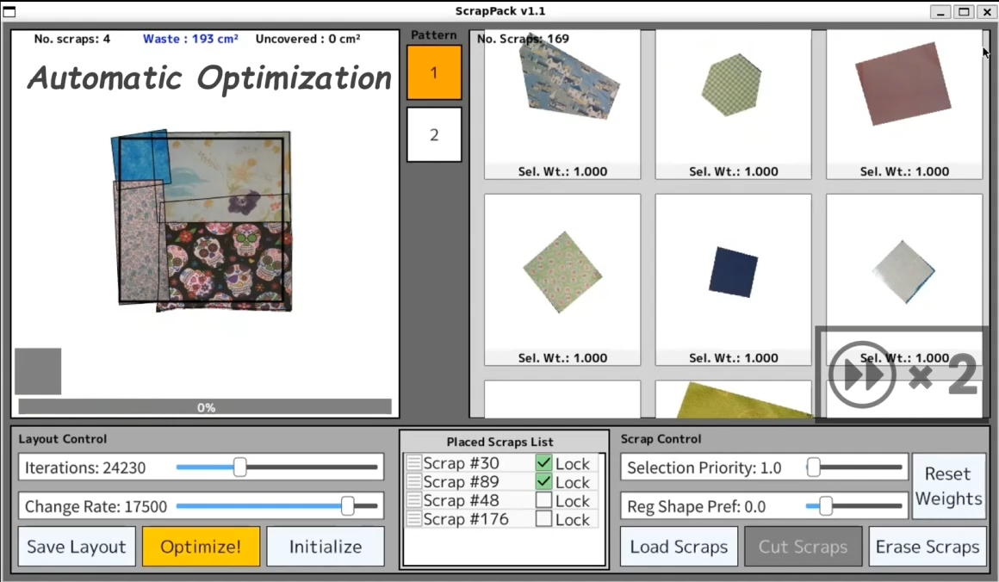 ScrapPack v1.1
No. scraps: 4 Waste : 193 cm² Uncovered : 0 cm²
Automatic Optimization
0%
Pattern
1
2
No. Scraps: 169
Sel. Wt.: 1.000 Sel. Wt.: 1.000 Sel. Wt.: 1.000
Sel. Wt.: 1.000 Sel. Wt.: 1.000 Sel. Wt.: 1.000
× 2
Layout Control
Iterations: 24230
Change Rate: 17500
Save Layout Optimize! Initialize
Placed Scraps List
Scrap #30 Lock
Scrap #89 Lock
Scrap #48 Lock
Scrap #176 Lock
Scrap Control
Selection Priority: 1.0
Reg Shape Pref: 0.0
Reset
Weights
Load Scraps Cut Scraps Erase Scraps